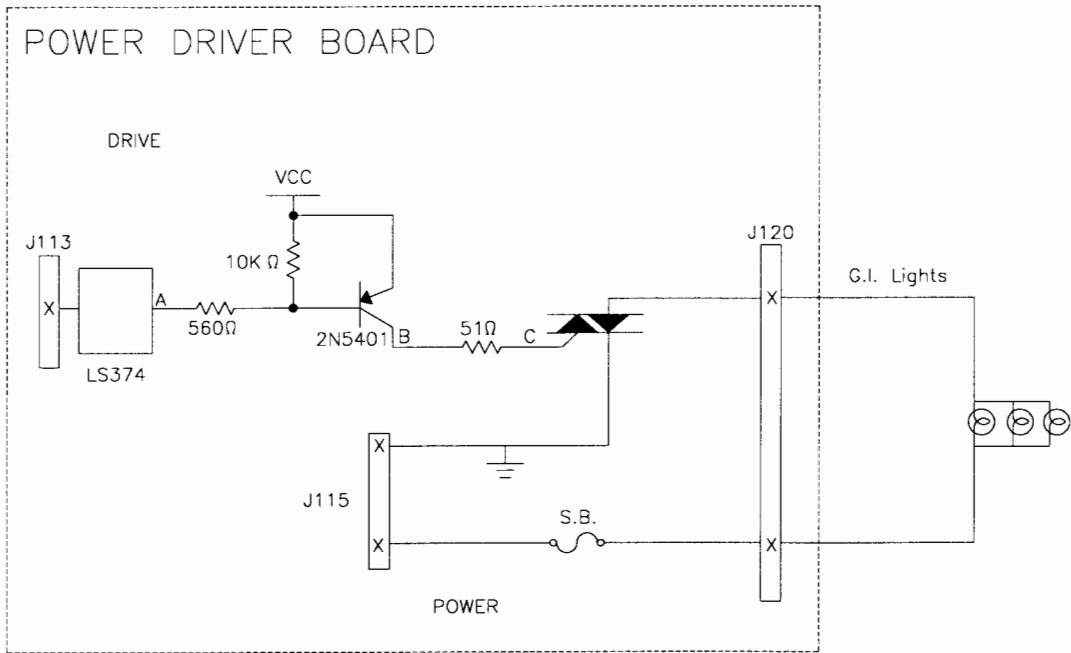 POWER DRIVER BOARD
DRIVE
VCC
J113
J120
10K Ω
A
G.I. Lights
560Ω
2N5401
B
51Ω
C
LS374
X
X
X
J115
S.B.
X
X
POWER